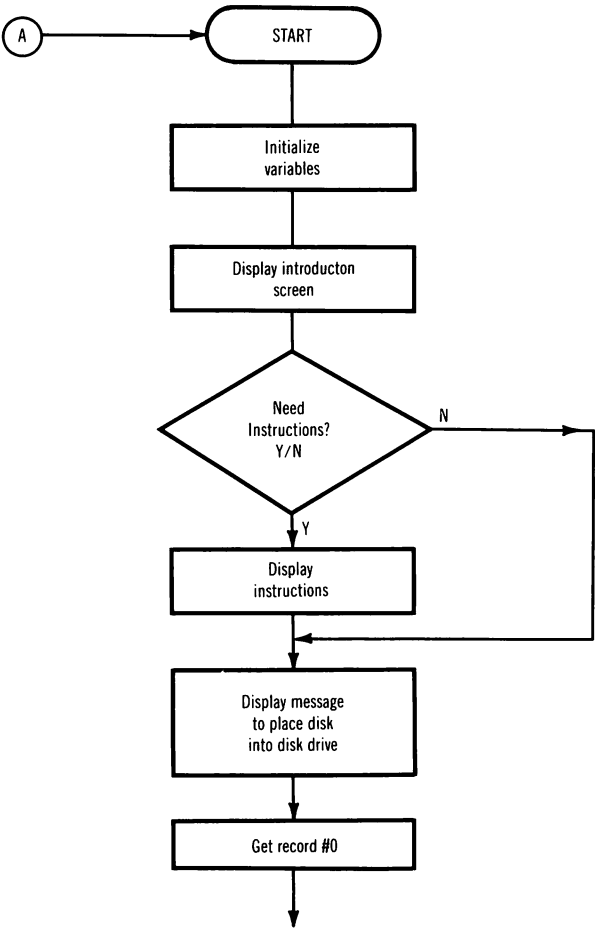 A
START
Initialize
variables
Display introducton
screen
Need
Instructions?
Y/N
N
Y
Display
instructions
Display message
to place disk
into disk drive
Get record #0